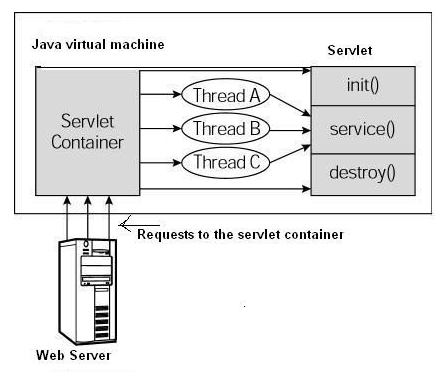 Java virtual machine
Servlet
Servlet
Container
Thread A
Thread B
Thread C
init()
service()
destroy()
Requests to the servlet container
Web Server